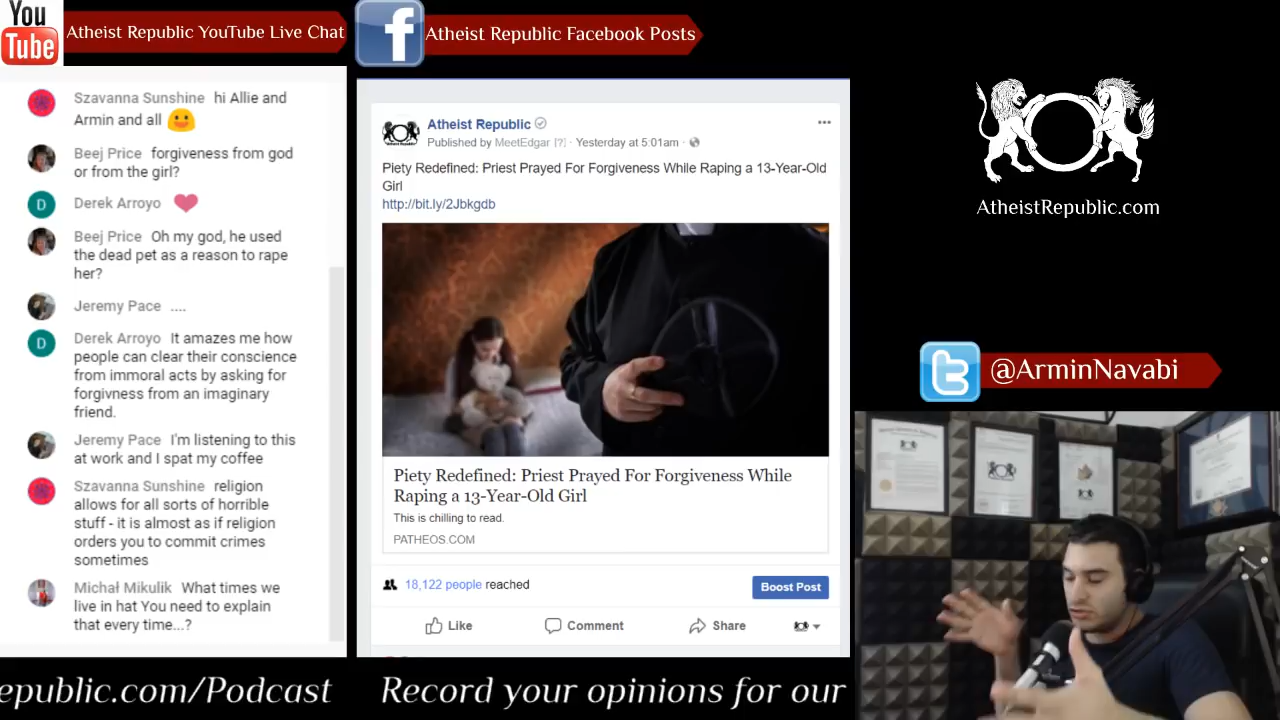 You
Tube
Atheist Republic YouTube Live Chat
Szavanna Sunshine hi Allie and
Armin and all
Beej Price forgiveness from god
or from the girl?
D
Derek Arroyo
Beej Price Oh my god, he used
the dead pet as a reason to rape
her?
Jeremy Pace ....
D
Derek Arroyo It amazes me how
people can clear their conscience
from immoral acts by asking for
forgivness from an imaginary
friend.
Jeremy Pace I'm listening to this
at work and I spat my coffee
Szavanna Sunshine religion
allows for all sorts of horrible
stuff - it is almost as if religion
orders you to commit crimes
sometimes
Michał Mikulik What times we
live in hat You need to explain
that every time...?
f
Atheist Republic Facebook Posts
Atheist Republic
Published by MeetEdgar [?] · Yesterday at 5:01am ·
Piety Redefined: Priest Prayed For Forgiveness While Raping a 13-Year-Old
Girl
http://bit.ly/2Jbkgdb
Piety Redefined: Priest Prayed For Forgiveness While
Raping a 13-Year-Old Girl
This is chilling to read.
PATHEOS.COM
18,122 people reached
Boost Post
Like Comment Share
AtheistRepublic.com
@ArminNavabi
epublic.com/Podcast Record your opinions for our